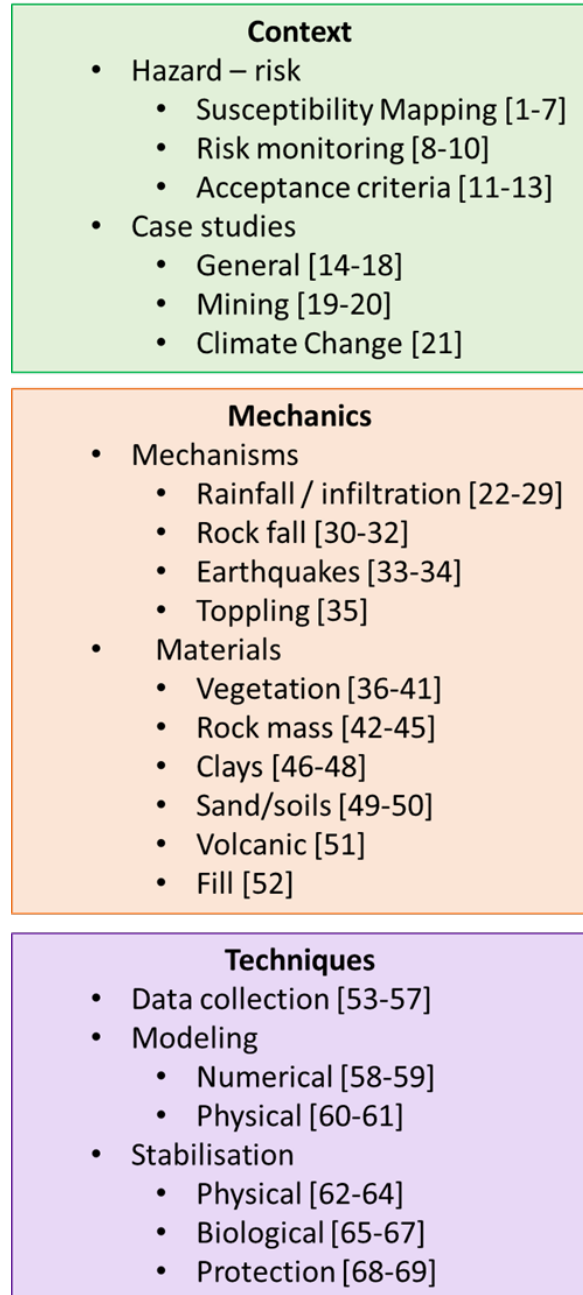 Context
• Hazard – risk
• Susceptibility Mapping [1-7]
• Risk monitoring [8-10]
• Acceptance criteria [11-13]
• Case studies
• General [14-18]
• Mining [19-20]
• Climate Change [21]
Mechanics
• Mechanisms
• Rainfall / infiltration [22-29]
• Rock fall [30-32]
• Earthquakes [33-34]
• Toppling [35]
• Materials
• Vegetation [36-41]
• Rock mass [42-45]
• Clays [46-48]
• Sand/soils [49-50]
• Volcanic [51]
• Fill [52]
Techniques
• Data collection [53-57]
• Modeling
• Numerical [58-59]
• Physical [60-61]
• Stabilisation
• Physical [62-64]
• Biological [65-67]
• Protection [68-69]